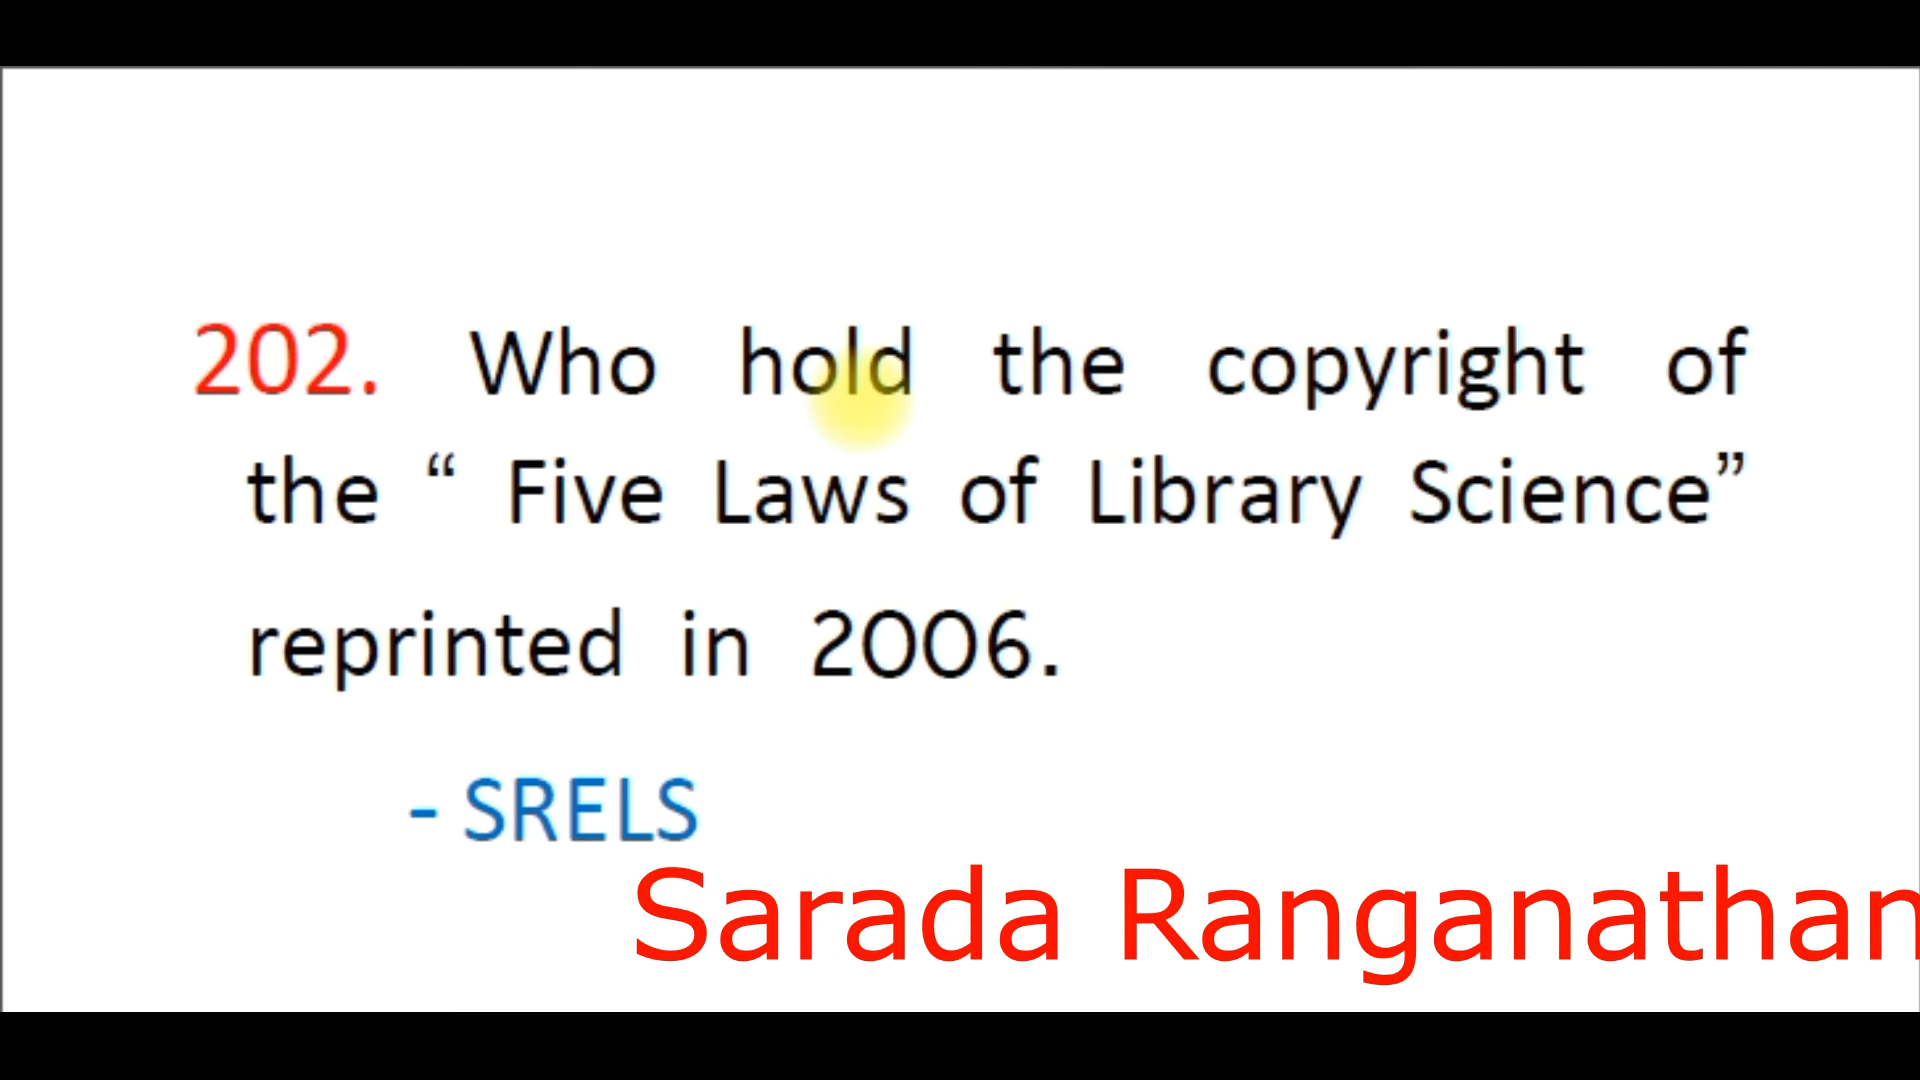 202. Who hold the copyright of
the “ Five Laws of Library Science”
reprinted in 2006.
- SRELS
Sarada Ranganathan